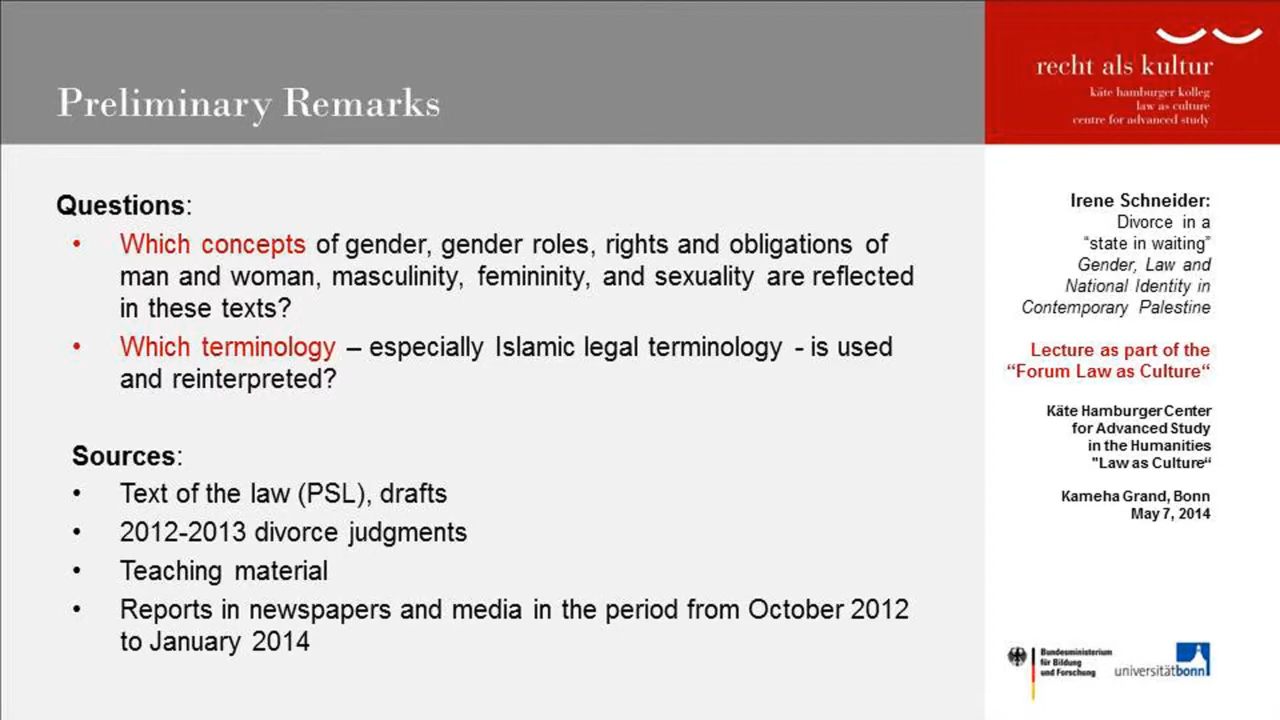 Preliminary Remarks
Questions:
• Which concepts of gender, gender roles, rights and obligations of
man and woman, masculinity, femininity, and sexuality are reflected
in these texts?
• Which terminology – especially Islamic legal terminology - is used
and reinterpreted?
Sources:
• Text of the law (PSL), drafts
• 2012-2013 divorce judgments
• Teaching material
• Reports in newspapers and media in the period from October 2012
to January 2014
recht als kultur
käte hamburger kolleg
law as culture
centre for advanced study
Irene Schneider:
Divorce in a
“state in waiting”
Gender, Law and
National Identity in
Contemporary Palestine
Lecture as part of the
“Forum Law as Culture“
Käte Hamburger Center
for Advanced Study
in the Humanities
"Law as Culture“
Kameha Grand, Bonn
May 7, 2014
Bundesministerium
für Bildung
und Forschung
universitätbonn